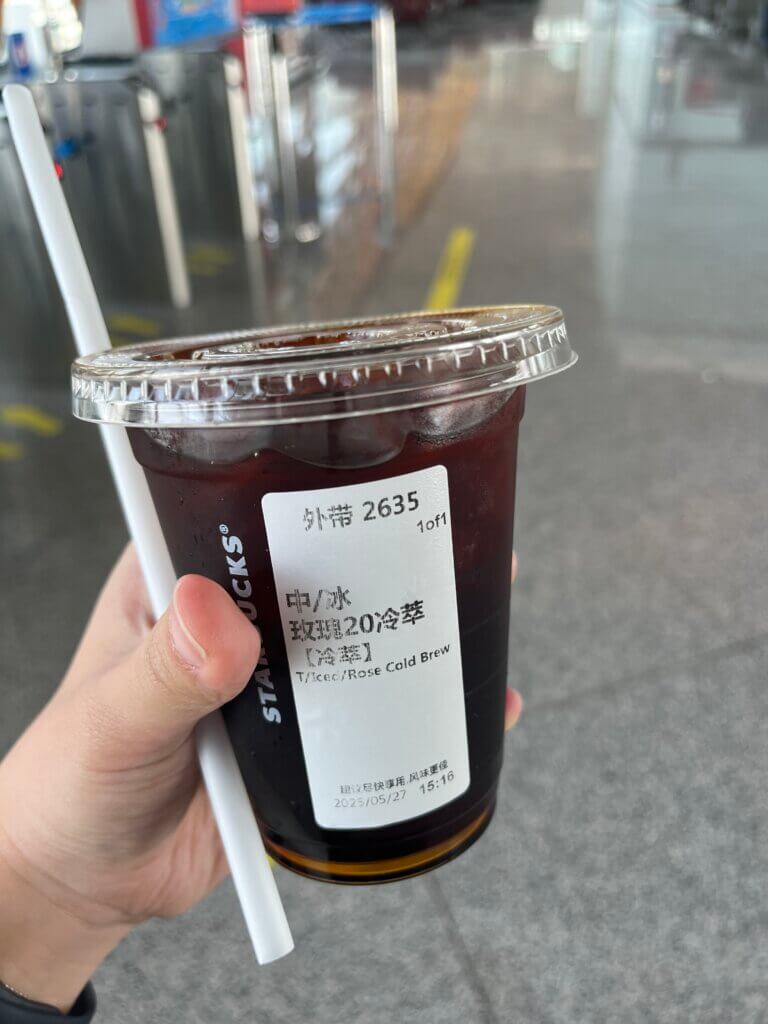 外带 2635
1of1
中/冰
玫瑰20冷萃
【冷萃】
T/Iced/Rose Cold Brew
建议尽快享用,风味更佳
2025/05/27 15:16
STARBUCKS®